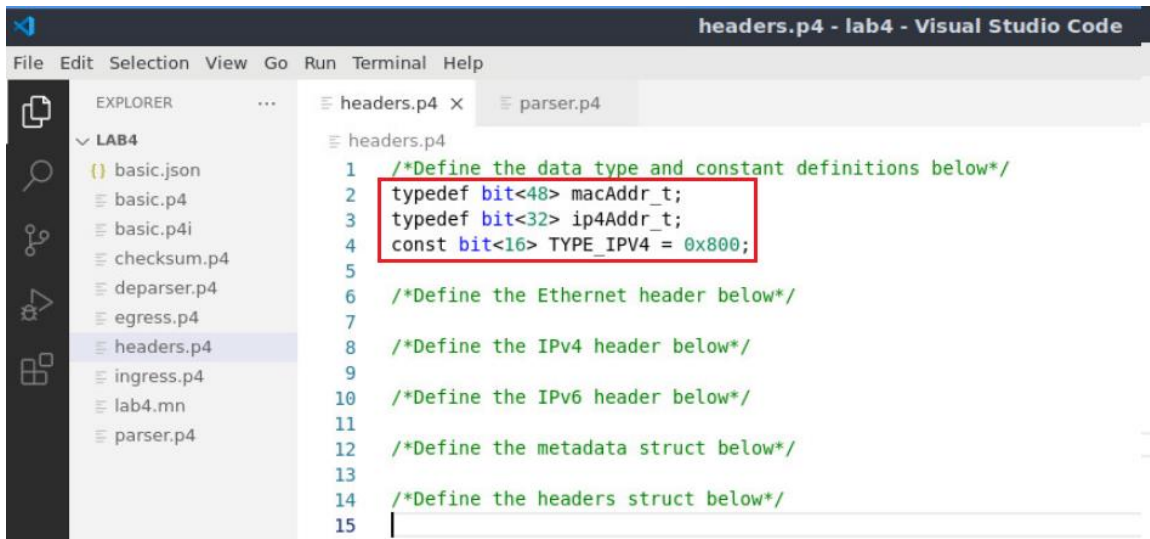 headers.p4 - lab4 - Visual Studio Code
File Edit Selection View Go Run Terminal Help
EXPLORER ...
LAB4
{} basic.json
basic.p4
basic.p4i
checksum.p4
deparser.p4
egress.p4
headers.p4
ingress.p4
lab4.mn
parser.p4
headers.p4 × parser.p4
headers.p4
1 /*Define the data type and constant definitions below*/
2 typedef bit<48> macAddr_t;
3 typedef bit<32> ip4Addr_t;
4 const bit<16> TYPE_IPV4 = 0x800;
5
6 /*Define the Ethernet header below*/
7
8 /*Define the IPv4 header below*/
9
10 /*Define the IPv6 header below*/
11
12 /*Define the metadata struct below*/
13
14 /*Define the headers struct below*/
15